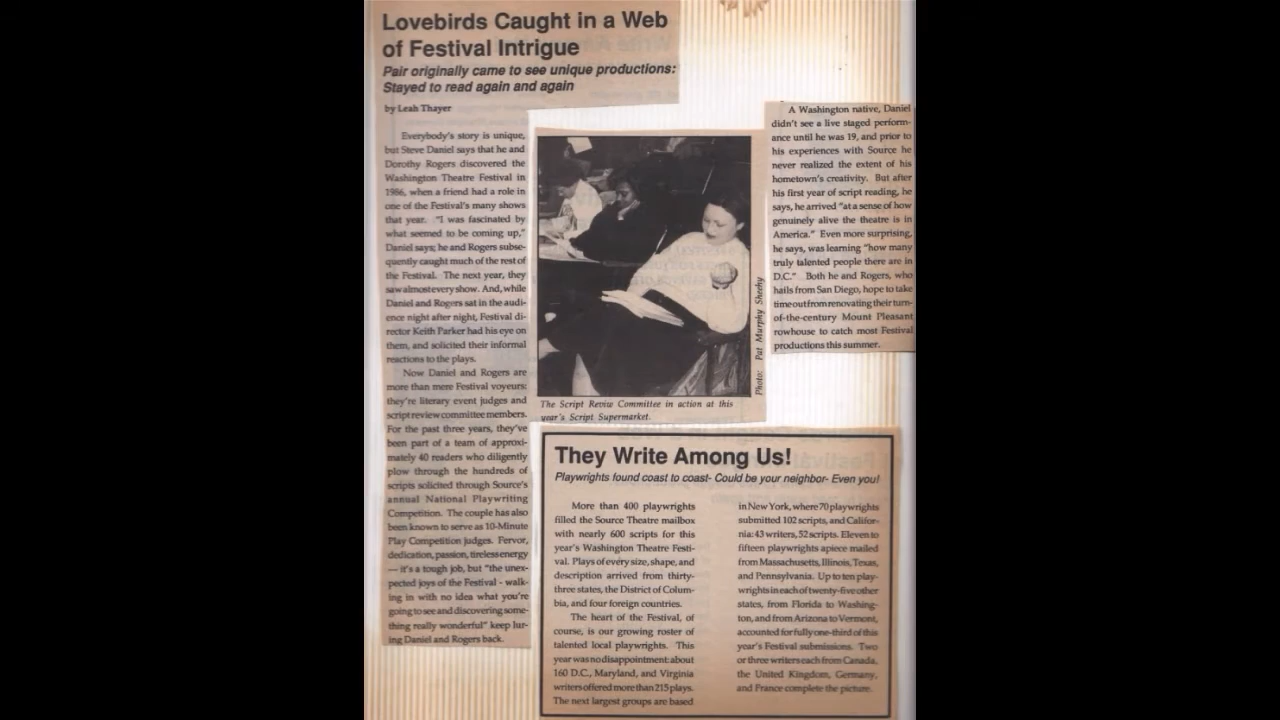 Lovebirds Caught in a Web
of Festival Intrigue
Pair originally came to see unique productions:
Stayed to read again and again
by Leah Thayer
Everybody's story is unique,
but Steve Daniel says that he and
Dorothy Rogers discovered the
Washington Theatre Festival in
1986, when a friend had a role in
one of the Festival's many shows
that year. "I was fascinated by
what seemed to be coming up,"
Daniel says; he and Rogers subse-
quently caught much of the rest of
the Festival. The next year, they
saw almost every show. And, while
Daniel and Rogers sat in the audi-
ence night after night, Festival di-
rector Keith Parker had his eye on
them, and solicited their informal
reactions to the plays.
Now Daniel and Rogers are
more than mere Festival voyeurs:
they're literary event judges and
script review committee members.
For the past three years, they've
been part of a team of approxi-
mately 40 readers who diligently
plow through the hundreds of
scripts solicited through Source's
annual National Playwriting
Competition. The couple has also
been known to serve as 10-Minute
Play Competition judges. Fervor,
dedication, passion, tireless energy
— it's a tough job, but "the unex-
pected joys of the Festival - walk-
ing in with no idea what you're
going to see and discovering some-
thing really wonderful" keep lur-
ing Daniel and Rogers back.
Photo: Pat Murphy Sheehy
The Script Reviw Committee in action at this
year's Script Supermarket.
A Washington native, Daniel
didn't see a live staged perform-
ance until he was 19, and prior to
his experiences with Source he
never realized the extent of his
hometown's creativity. But after
his first year of script reading, he
says, he arrived "at a sense of how
genuinely alive the theatre is in
America." Even more surprising,
he says, was learning "how many
truly talented people there are in
D.C." Both he and Rogers, who
hails from San Diego, hope to take
time out from renovating their turn-
of-the-century Mount Pleasant
rowhouse to catch most Festival
productions this summer.
They Write Among Us!
Playwrights found coast to coast- Could be your neighbor- Even you!
More than 400 playwrights
filled the Source Theatre mailbox
with nearly 600 scripts for this
year's Washington Theatre Festi-
val. Plays of every size, shape, and
description arrived from thirty-
three states, the District of Colum-
bia, and four foreign countries.
The heart of the Festival, of
course, is our growing roster of
talented local playwrights. This
year was no disappointment: about
160 D.C., Maryland, and Virginia
writers offered more than 215 plays.
The next largest groups are based
in New York, where 70 playwrights
submitted 102 scripts, and Califor-
nia: 43 writers, 52 scripts. Eleven to
fifteen playwrights apiece mailed
from Massachusetts, Illinois, Texas,
and Pennsylvania. Up to ten play-
wrights in each of twenty-five other
states, from Florida to Washing-
ton, and from Arizona to Vermont,
accounted for fully one-third of this
year's Festival submissions. Two
or three writers each from Canada,
the United Kingdom, Germany,
and France complete the picture.